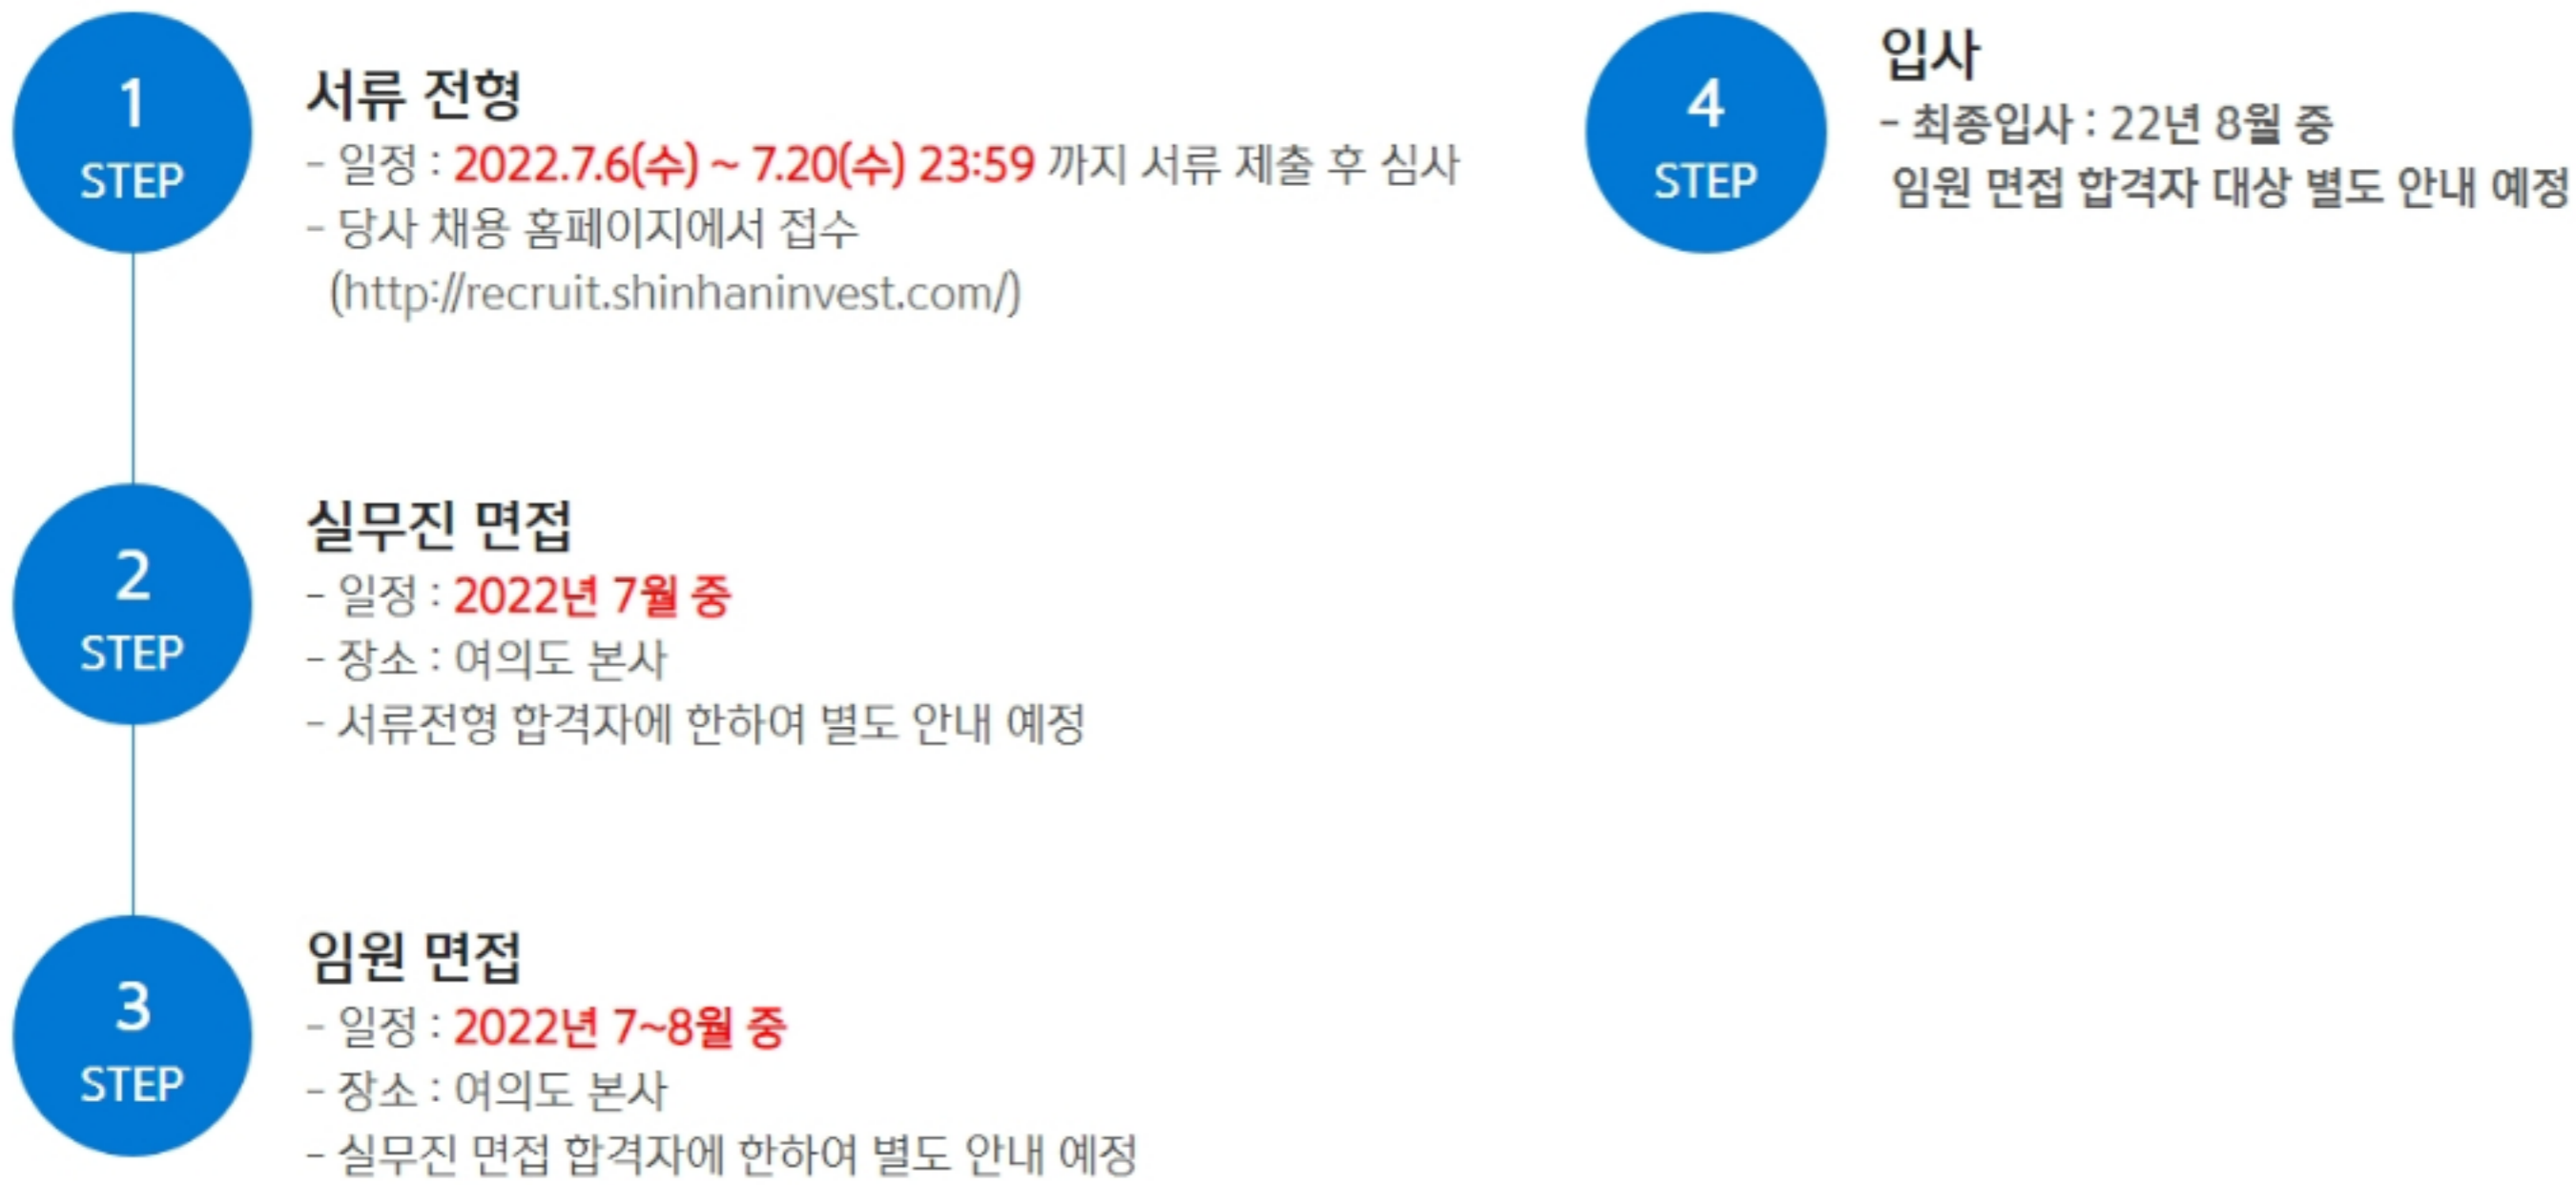 1
STEP
서류 전형
- 일정 : 2022.7.6(수) ~ 7.20(수) 23:59 까지 서류 제출 후 심사
- 당사 채용 홈페이지에서 접수
(http://recruit.shinhaninvest.com/)
2
STEP
실무진 면접
- 일정 : 2022년 7월 중
- 장소 : 여의도 본사
- 서류전형 합격자에 한하여 별도 안내 예정
3
STEP
임원 면접
- 일정 : 2022년 7~8월 중
- 장소 : 여의도 본사
- 실무진 면접 합격자에 한하여 별도 안내 예정
4
STEP
입사
- 최종입사 : 22년 8월 중
임원 면접 합격자 대상 별도 안내 예정